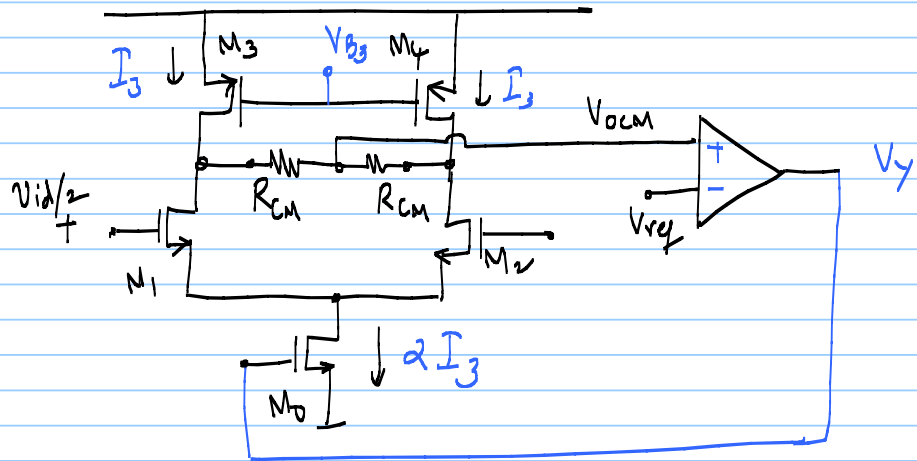 M3
VB3
M4
I3
I3
VOCM
+
Vy
Vid/2
+
RCM
RCM
-
Vref
M1
M2
2I3
M0